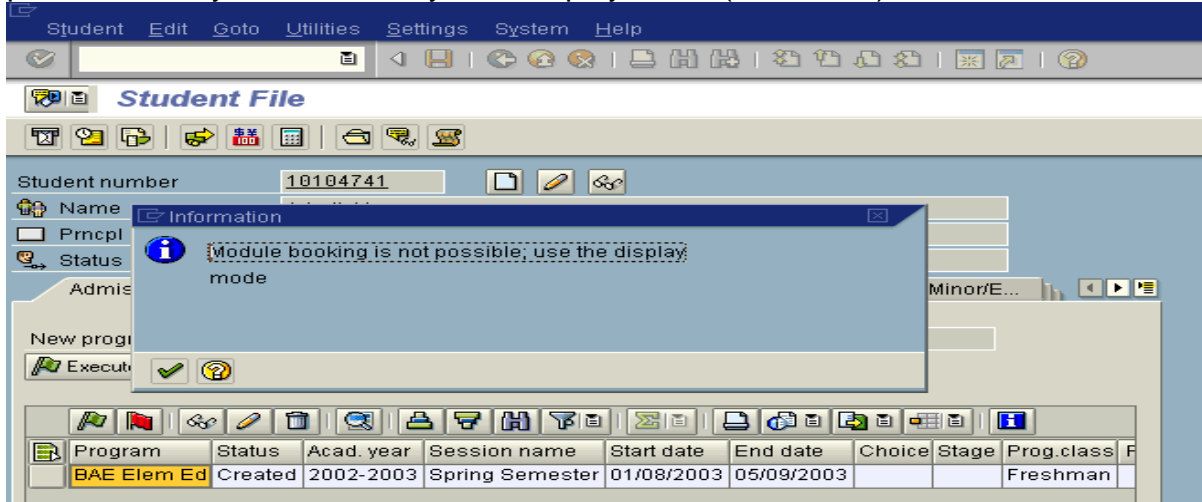 Student Edit Goto Utilities Settings System Help
Student File
Student number 10104741
Name
Prncpl
Status
Information
Module booking is not possible; use the display
mode
Admis Minor/E...
New progr
Execut
Program Status Acad. year Session name Start date End date Choice Stage Prog.class F
BAE Elem Ed Created 2002-2003 Spring Semester 01/08/2003 05/09/2003 Freshman